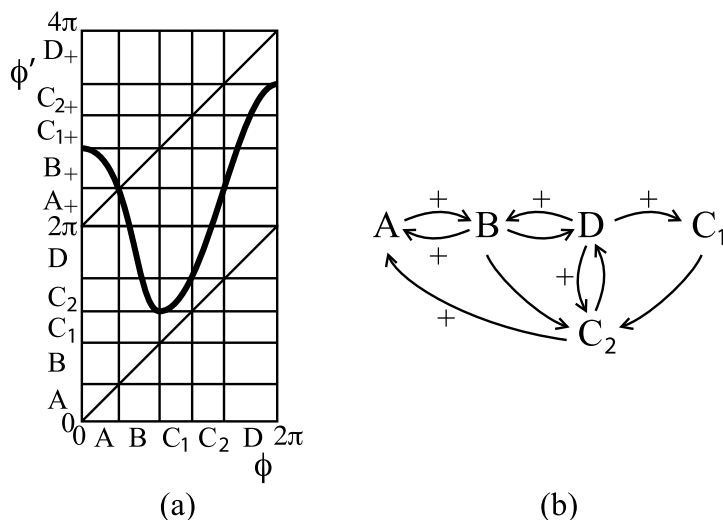 4π
D₊
ϕ′
C₂₊
C₁₊
B₊
A₊
2π
D
C₂
C₁
B
A
0
0 A B C₁ C₂ D 2π
ϕ
(a)
+ + +
A B D C₁
+ +
+
C₂
(b)